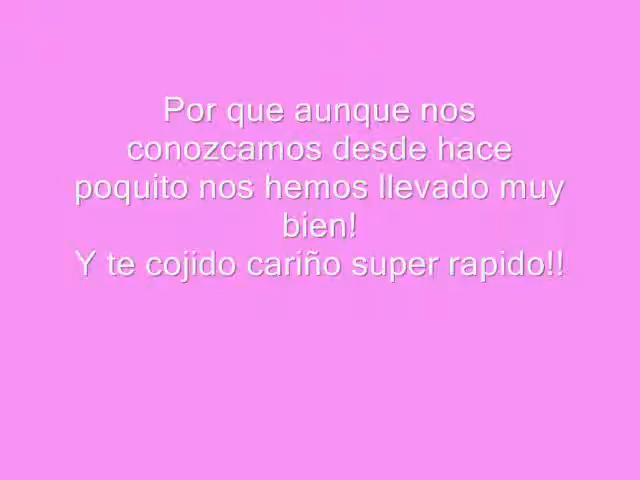 Por que aunque nos
conozcamos desde hace
poquito nos hemos llevado muy
bien!
Y te cojido cariño super rapido!!